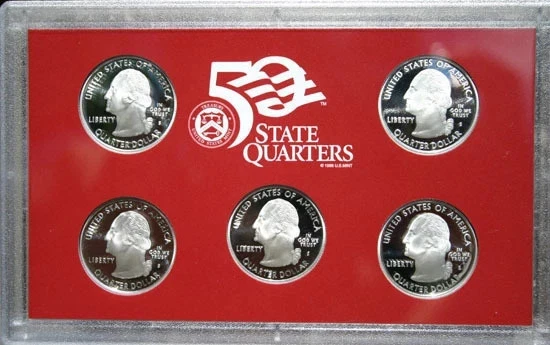 UNITED STATES OF AMERICA
LIBERTY
IN
GOD WE
TRUST
S
QUARTER DOLLAR
50
TM
STATE
QUARTERS
© 1999 U.S. MINT
UNITED STATES OF AMERICA
LIBERTY
IN
GOD WE
TRUST
S
QUARTER DOLLAR
UNITED STATES OF AMERICA
LIBERTY
IN
GOD WE
TRUST
S
QUARTER DOLLAR
UNITED STATES OF AMERICA
LIBERTY
IN
GOD WE
TRUST
S
QUARTER DOLLAR
UNITED STATES OF AMERICA
LIBERTY
IN
GOD WE
TRUST
S
QUARTER DOLLAR